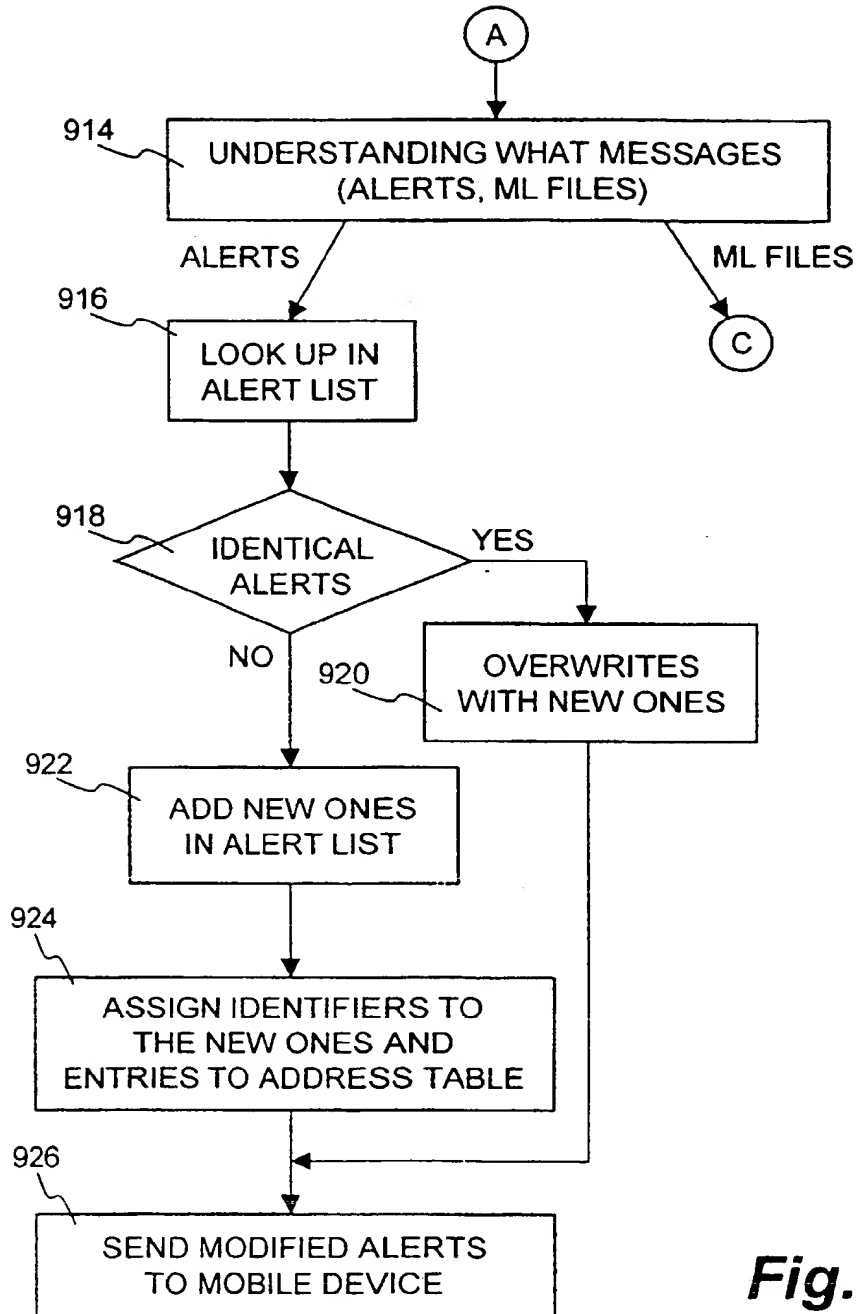 A
914
UNDERSTANDING WHAT MESSAGES
(ALERTS, ML FILES)
ALERTS
ML FILES
916
LOOK UP IN
ALERT LIST
C
918
IDENTICAL
ALERTS
YES
NO
920
OVERWRITES
WITH NEW ONES
922
ADD NEW ONES
IN ALERT LIST
924
ASSIGN IDENTIFIERS TO
THE NEW ONES AND
ENTRIES TO ADDRESS TABLE
926
SEND MODIFIED ALERTS
TO MOBILE DEVICE
Fig.